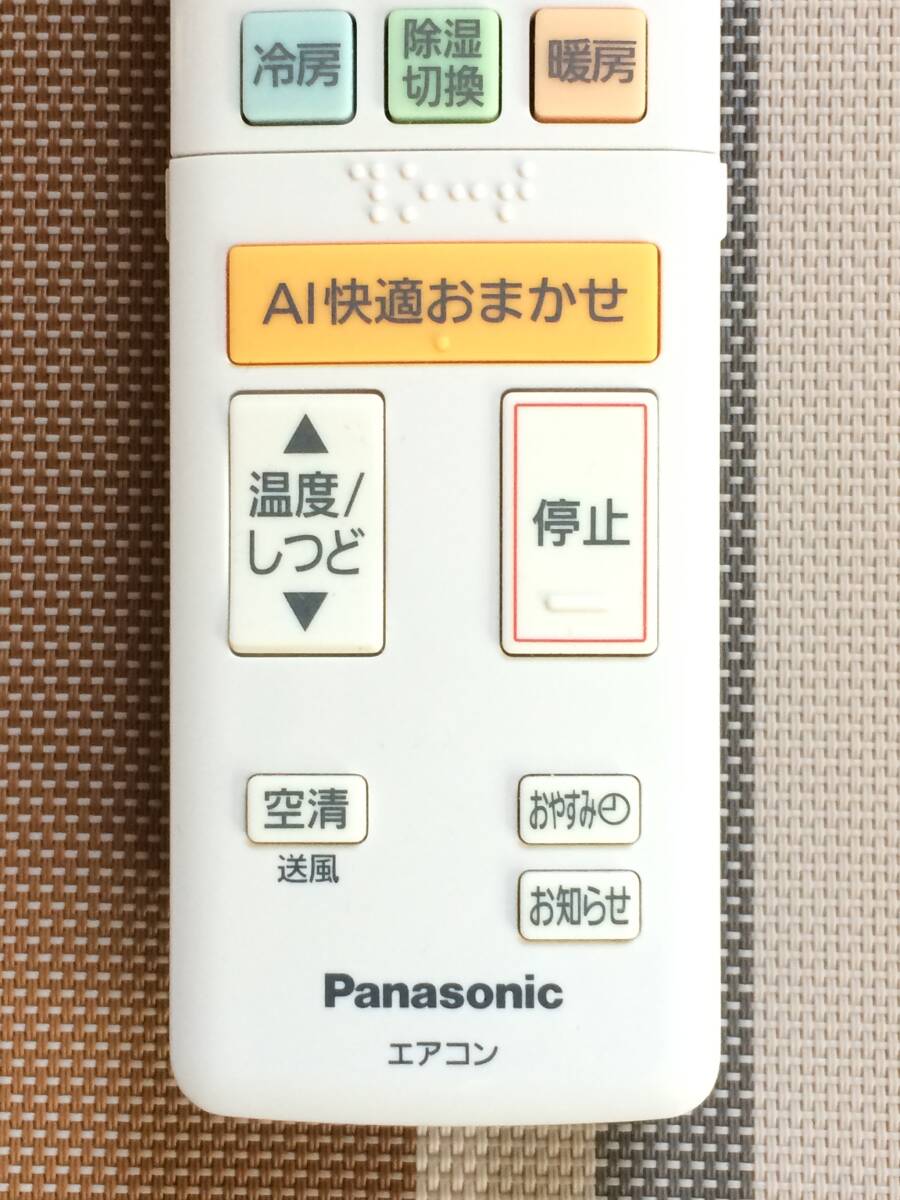 冷房
除湿
切換
暖房
AI快適おまかせ
▲
温度/
しつど
▼
停止
空清
送風
おやすみ
お知らせ
Panasonic
エアコン